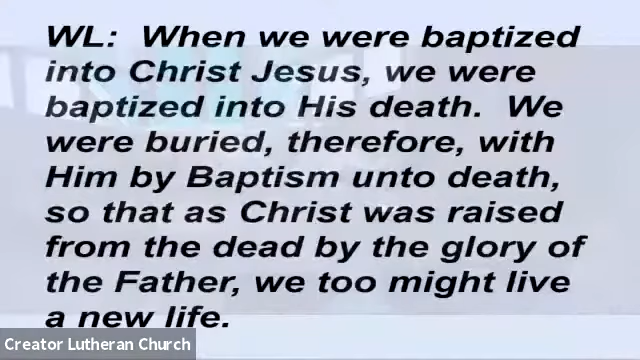 WL:  When we were baptized
into Christ Jesus, we were
baptized into His death.  We
were buried, therefore, with
Him by Baptism unto death,
so that as Christ was raised
from the dead by the glory of
the Father, we too might live
a new life.
Creator Lutheran Church